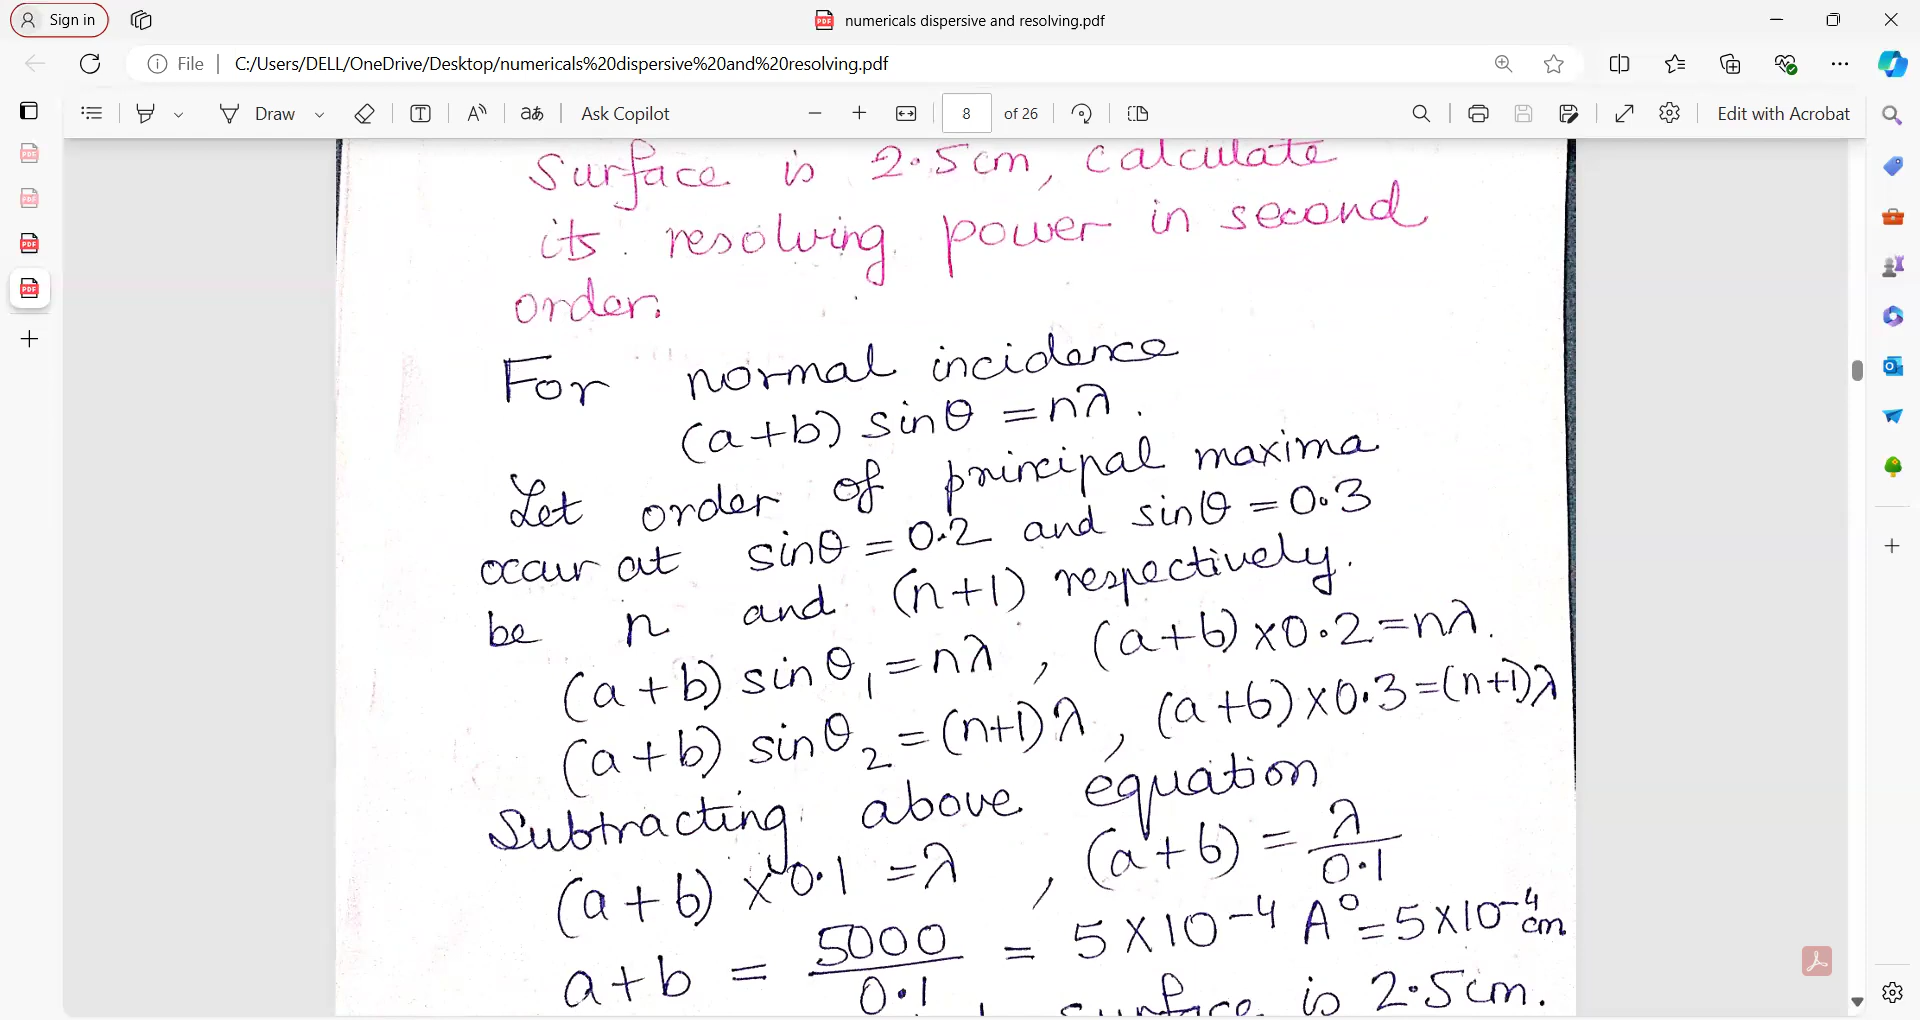 Sign in
numericals dispersive and resolving.pdf
File
C:/Users/DELL/OneDrive/Desktop/numericals%20dispersive%20and%20resolving.pdf
Draw
Ask Copilot
8 of 26
Edit with Acrobat
Surface is 2.5cm, calculate
its resolving power in second
order.
For normal incidence
(a+b) sinθ = nλ.
Let order of principal maxima
occur at sinθ = 0.2 and sinθ = 0.3
be n and (n+1) respectively.
(a+b) sinθ₁ = nλ, (a+b)×0.2 = nλ.
(a+b) sinθ₂ = (n+1)λ, (a+b)×0.3 = (n+1)λ
Subtracting above equation
(a+b) × 0.1 = λ, (a+b) = λ/0.1
a+b = 5000/0.1 = 5×10⁻⁴ A° = 5×10⁻⁴ cm.
surface is 2.5cm.